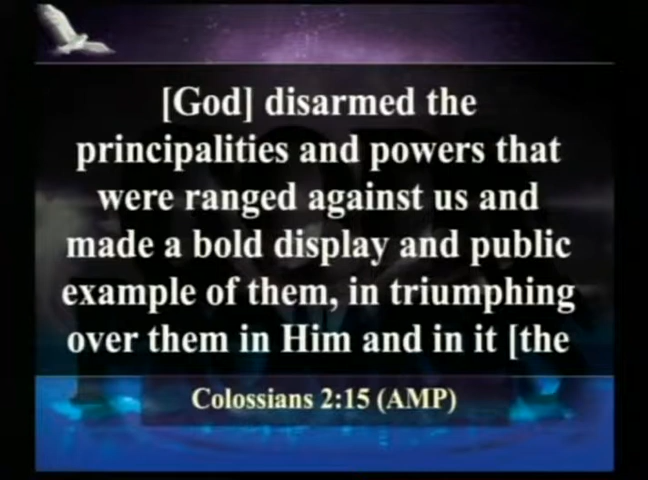 [God] disarmed the
principalities and powers that
were ranged against us and
made a bold display and public
example of them, in triumphing
over them in Him and in it [the
Colossians 2:15 (AMP)